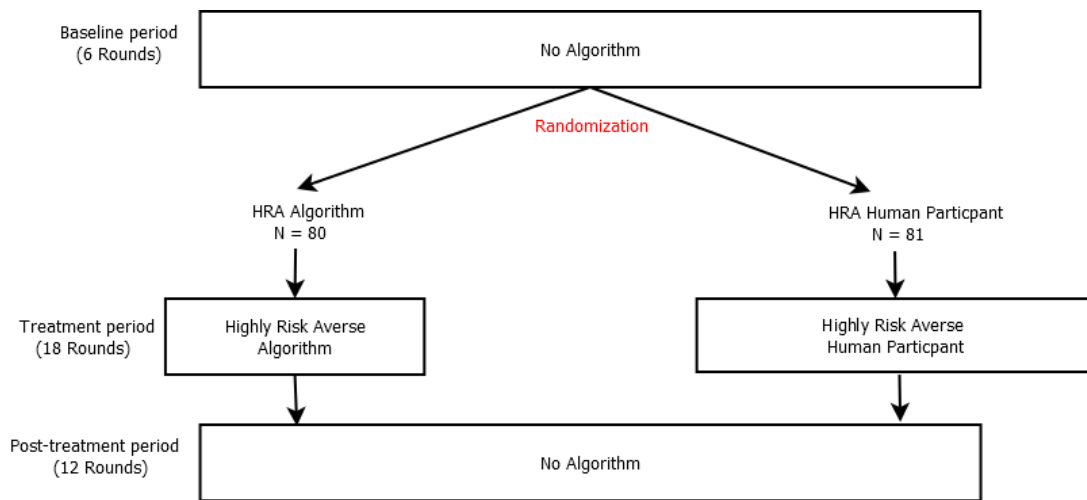 Baseline period
(6 Rounds)
No Algorithm
Randomization
HRA Algorithm
N = 80
HRA Human Particpant
N = 81
Treatment period
(18 Rounds)
Highly Risk Averse
Algorithm
Highly Risk Averse
Human Particpant
Post-treatment period
(12 Rounds)
No Algorithm